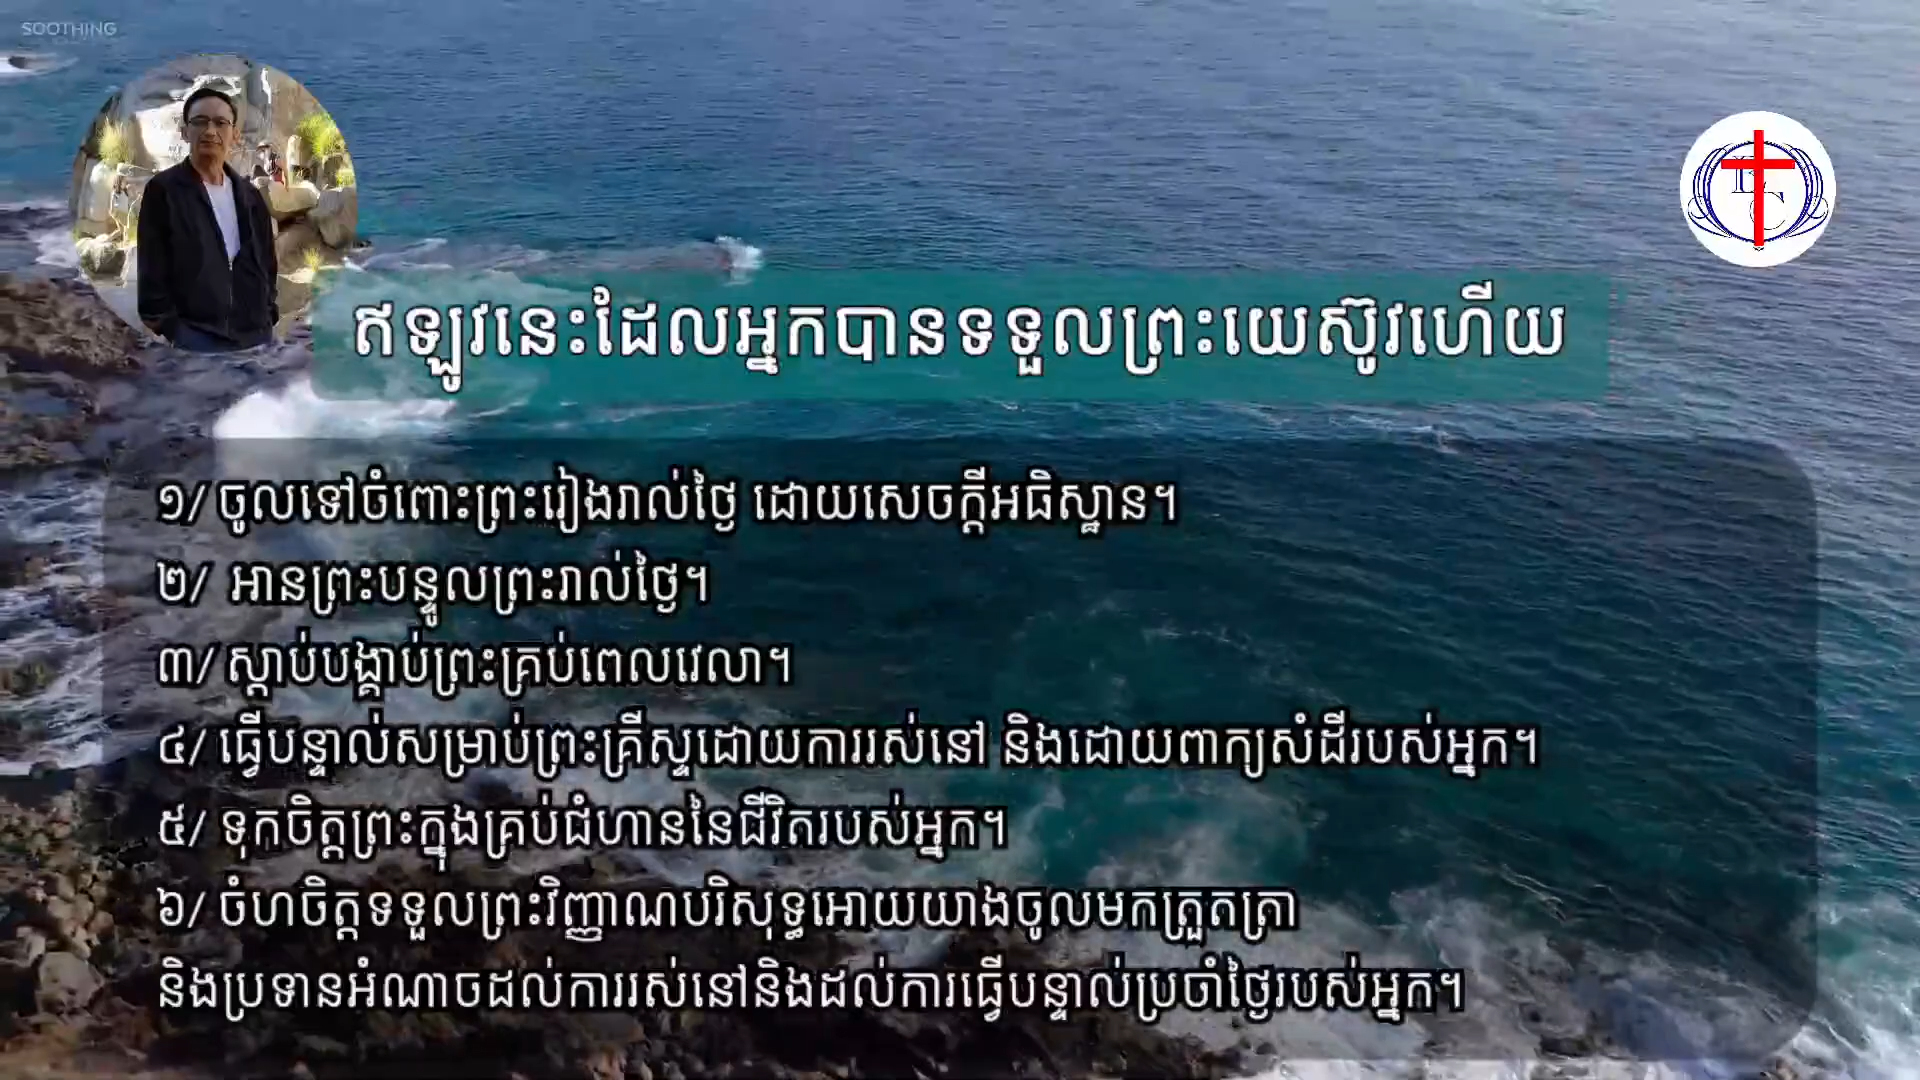 SOOTHING
ឥឡូវនេះដែលអ្នកបានទទួលព្រះយេស៊ូវហើយ
១/ ចូលទៅចំពោះព្រះរៀងរាល់ថ្ងៃ ដោយសេចក្តីអធិស្ឋាន។
២/ អានព្រះបន្ទូលព្រះរាល់ថ្ងៃ។
៣/ ស្តាប់បង្គាប់ព្រះគ្រប់ពេលវេលា។
៤/ ធ្វើបន្ទាល់សម្រាប់ព្រះគ្រីស្ទដោយការរស់នៅ និងដោយពាក្យសំដីរបស់អ្នក។
៥/ ទុកចិត្តព្រះក្នុងគ្រប់ជំហាននៃជីវិតរបស់អ្នក។
៦/ ចំហចិត្តទទួលព្រះវិញ្ញាណបរិសុទ្ធអោយយាងចូលមកត្រួតត្រា
និងប្រទានអំណាចដល់ការរស់នៅនិងដល់ការធ្វើបន្ទាល់ប្រចាំថ្ងៃរបស់អ្នក។